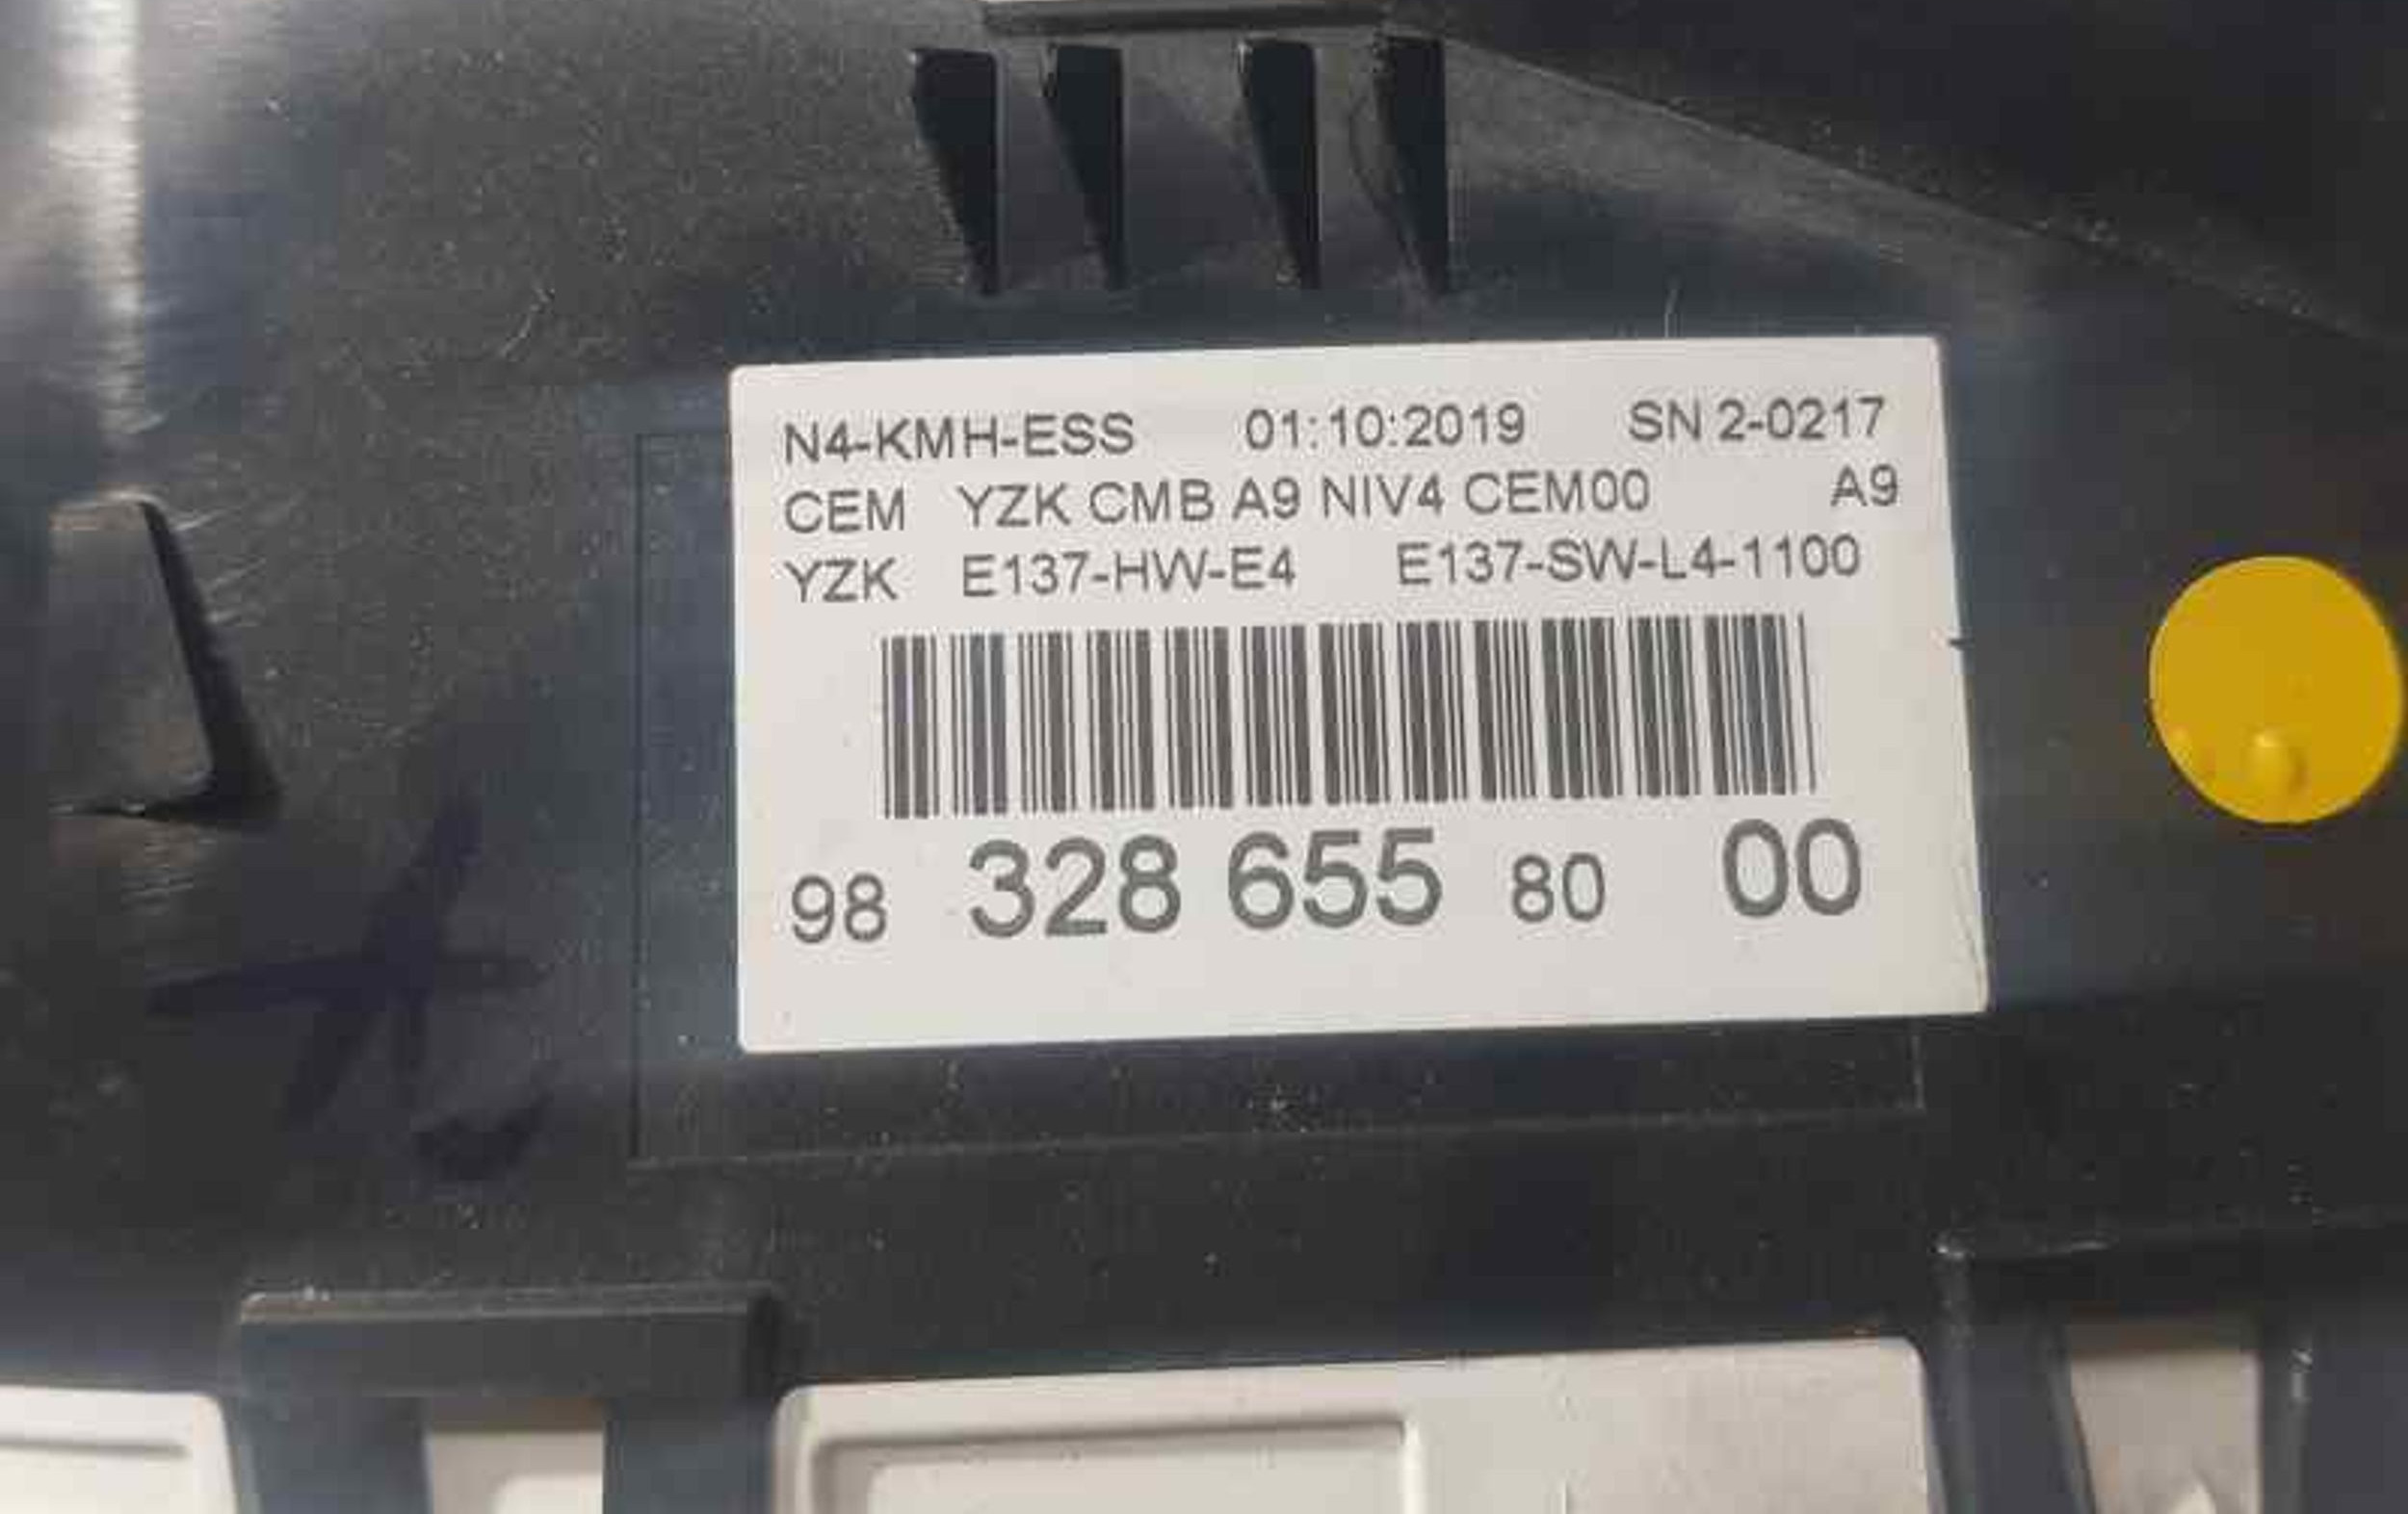 N4-KMH-ESS 01:10:2019 SN 2-0217
CEM YZK CMB A9 NIV4 CEM00 A9
YZK E137-HW-E4 E137-SW-L4-1100
98 328 655 80 00